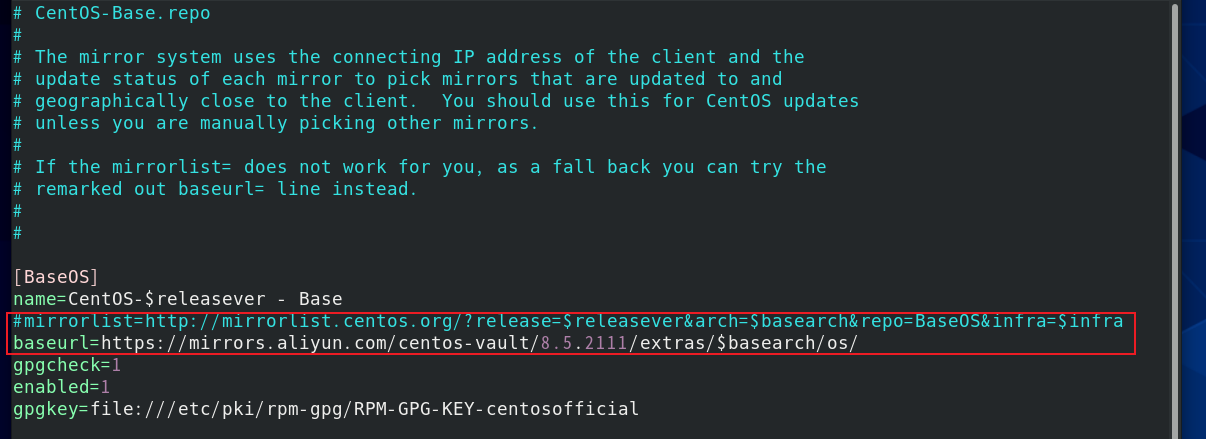 # CentOS-Base.repo
#
# The mirror system uses the connecting IP address of the client and the
# update status of each mirror to pick mirrors that are updated to and
# geographically close to the client.  You should use this for CentOS updates
# unless you are manually picking other mirrors.
#
# If the mirrorlist= does not work for you, as a fall back you can try the
# remarked out baseurl= line instead.
#
#
[BaseOS]
name=CentOS-$releasever - Base
#mirrorlist=http://mirrorlist.centos.org/?release=$releasever&arch=$basearch&repo=BaseOS&infra=$infra
baseurl=https://mirrors.aliyun.com/centos-vault/8.5.2111/extras/$basearch/os/
gpgcheck=1
enabled=1
gpgkey=file:///etc/pki/rpm-gpg/RPM-GPG-KEY-centosofficial